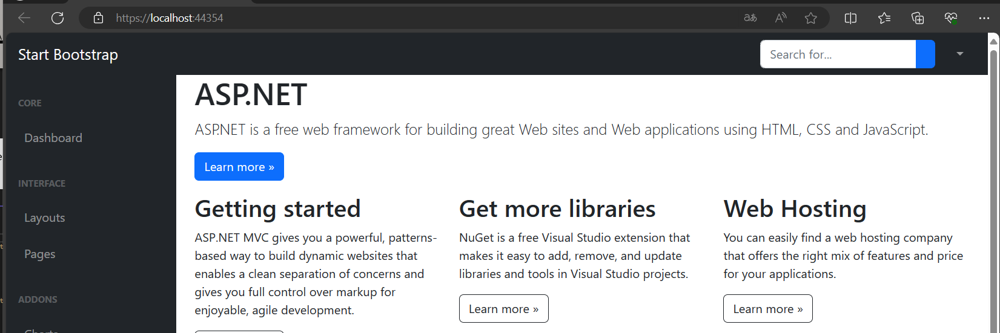 https://localhost:44354
Start Bootstrap
Search for...
CORE
Dashboard
INTERFACE
Layouts
Pages
ADDONS
Charts
ASP.NET
ASP.NET is a free web framework for building great Web sites and Web applications using HTML, CSS and JavaScript.
Learn more »
Getting started
ASP.NET MVC gives you a powerful, patterns-
based way to build dynamic websites that
enables a clean separation of concerns and
gives you full control over markup for
enjoyable, agile development.
Get more libraries
NuGet is a free Visual Studio extension that
makes it easy to add, remove, and update
libraries and tools in Visual Studio projects.
Learn more »
Web Hosting
You can easily find a web hosting company
that offers the right mix of features and price
for your applications.
Learn more »